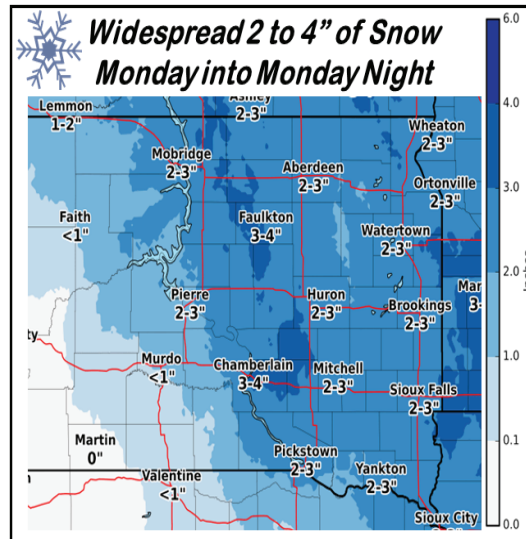 Widespread 2 to 4” of Snow
Monday into Monday Night
6.0
Lemmon
1-2"
Ashley
2-3"
Wheaton
2-3"
4.0
Mobridge
2-3"
Aberdeen
2-3"
Ortonville
2-3"
3.0
Faith
<1"
Faulkton
3-4"
Watertown
2-3"
2.0
Inches
Pierre
2-3"
Huron
2-3"
Brookings
2-3"
Mar
3-
ty
1.0
Murdo
<1"
Chamberlain
3-4"
Mitchell
2-3"
Sioux Falls
2-3"
0.1
Martin
0"
Pickstown
2-3"
Yankton
2-3"
n
Valentine
<1"
Sioux City
0.0